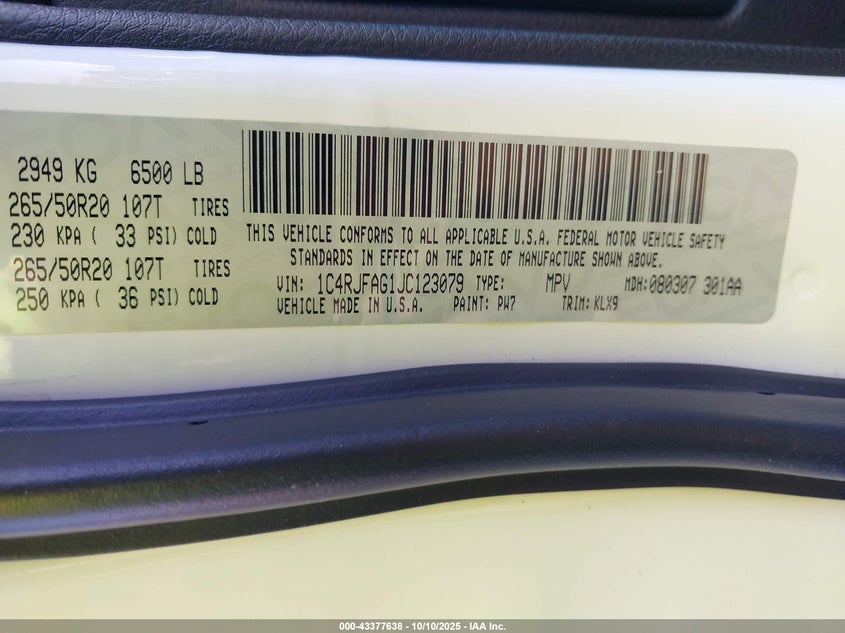 2949 KG 6500 LB
265/50R20 107T TIRES
230 KPA ( 33 PSI) COLD
265/50R20 107T TIRES
250 KPA ( 36 PSI) COLD
THIS VEHICLE CONFORMS TO ALL APPLICABLE U.S.A. FEDERAL MOTOR VEHICLE SAFETY
STANDARDS IN EFFECT ON THE DATE OF MANUFACTURE SHOWN ABOVE.
VIN: 1C4RJFAG1JC123079 TYPE: MPV MDH:080307 301AA
VEHICLE MADE IN U.S.A. PAINT: PW7 TRIM: KLX9
000-43377638 - 10/10/2025 - IAA Inc.